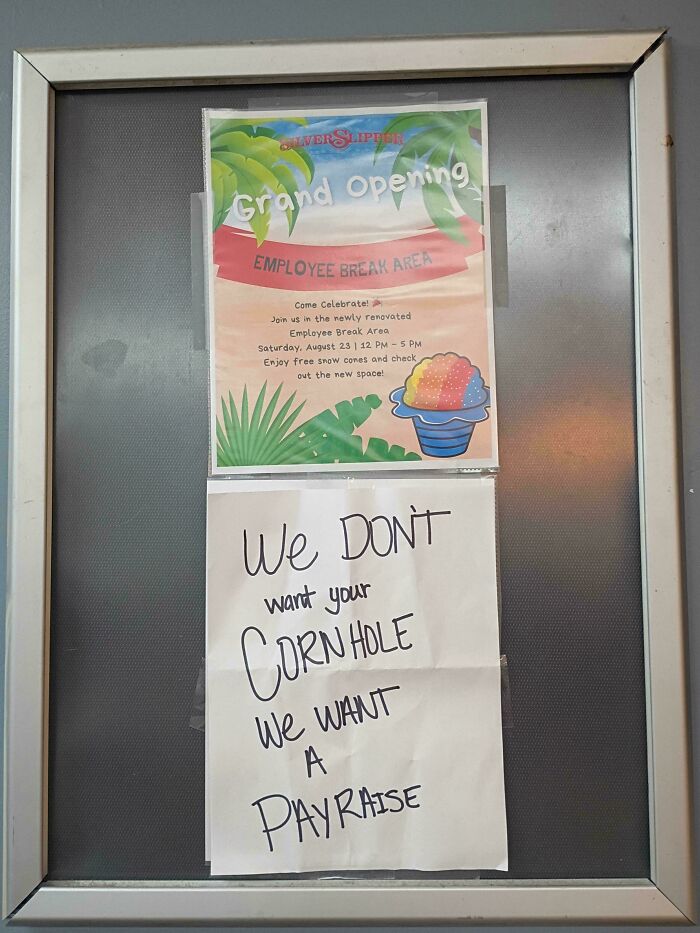 SILVER SLIPPER
Grand Opening
EMPLOYEE BREAK AREA
Come Celebrate! 🎉
Join us in the newly renovated
Employee Break Area
Saturday, August 23 | 12 PM – 5 PM
Enjoy free snow cones and check
out the new space!
We DON'T
want your
CORNHOLE
We WANT
A
PAYRAISE